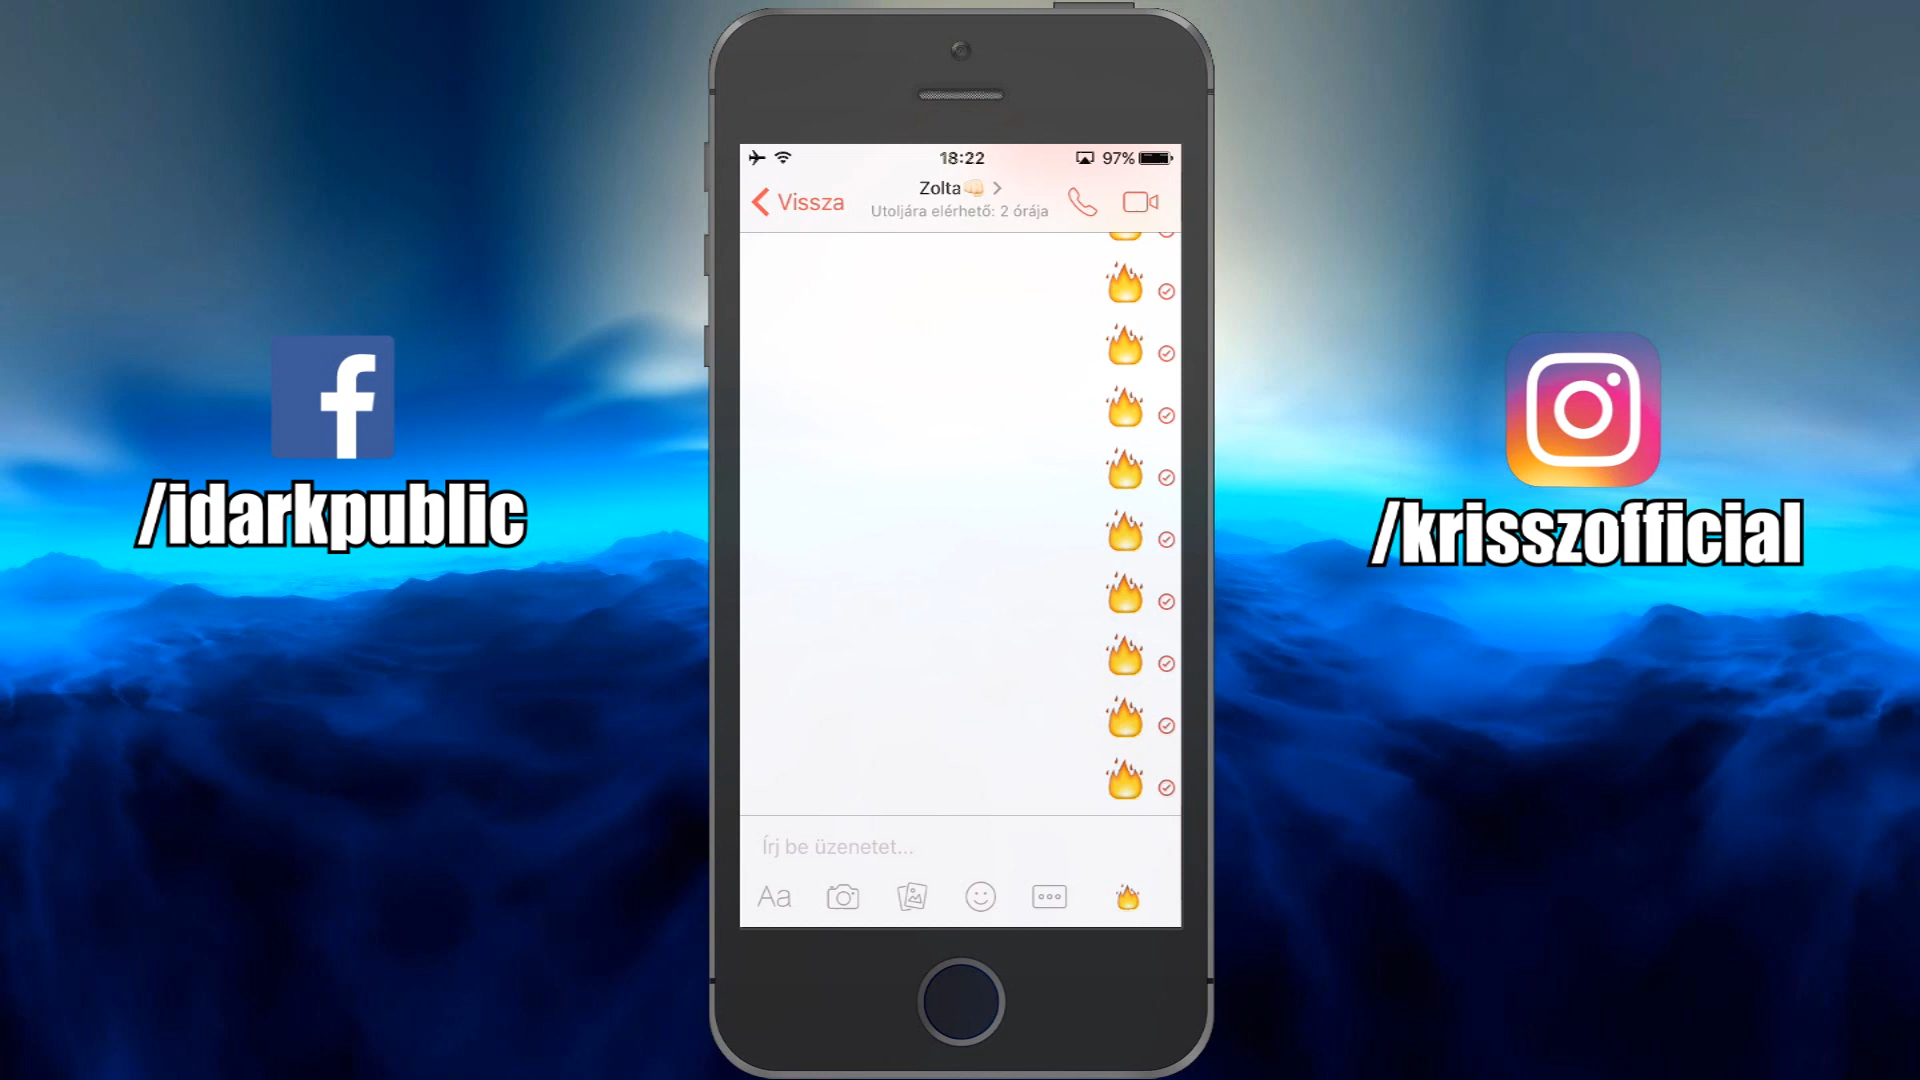 18:22
97%
Vissza
Zolta👊🏻
Utoljára elérhető: 2 órája
/idarkpublic
/krisszofficial
Írj be üzenetet...
Aa